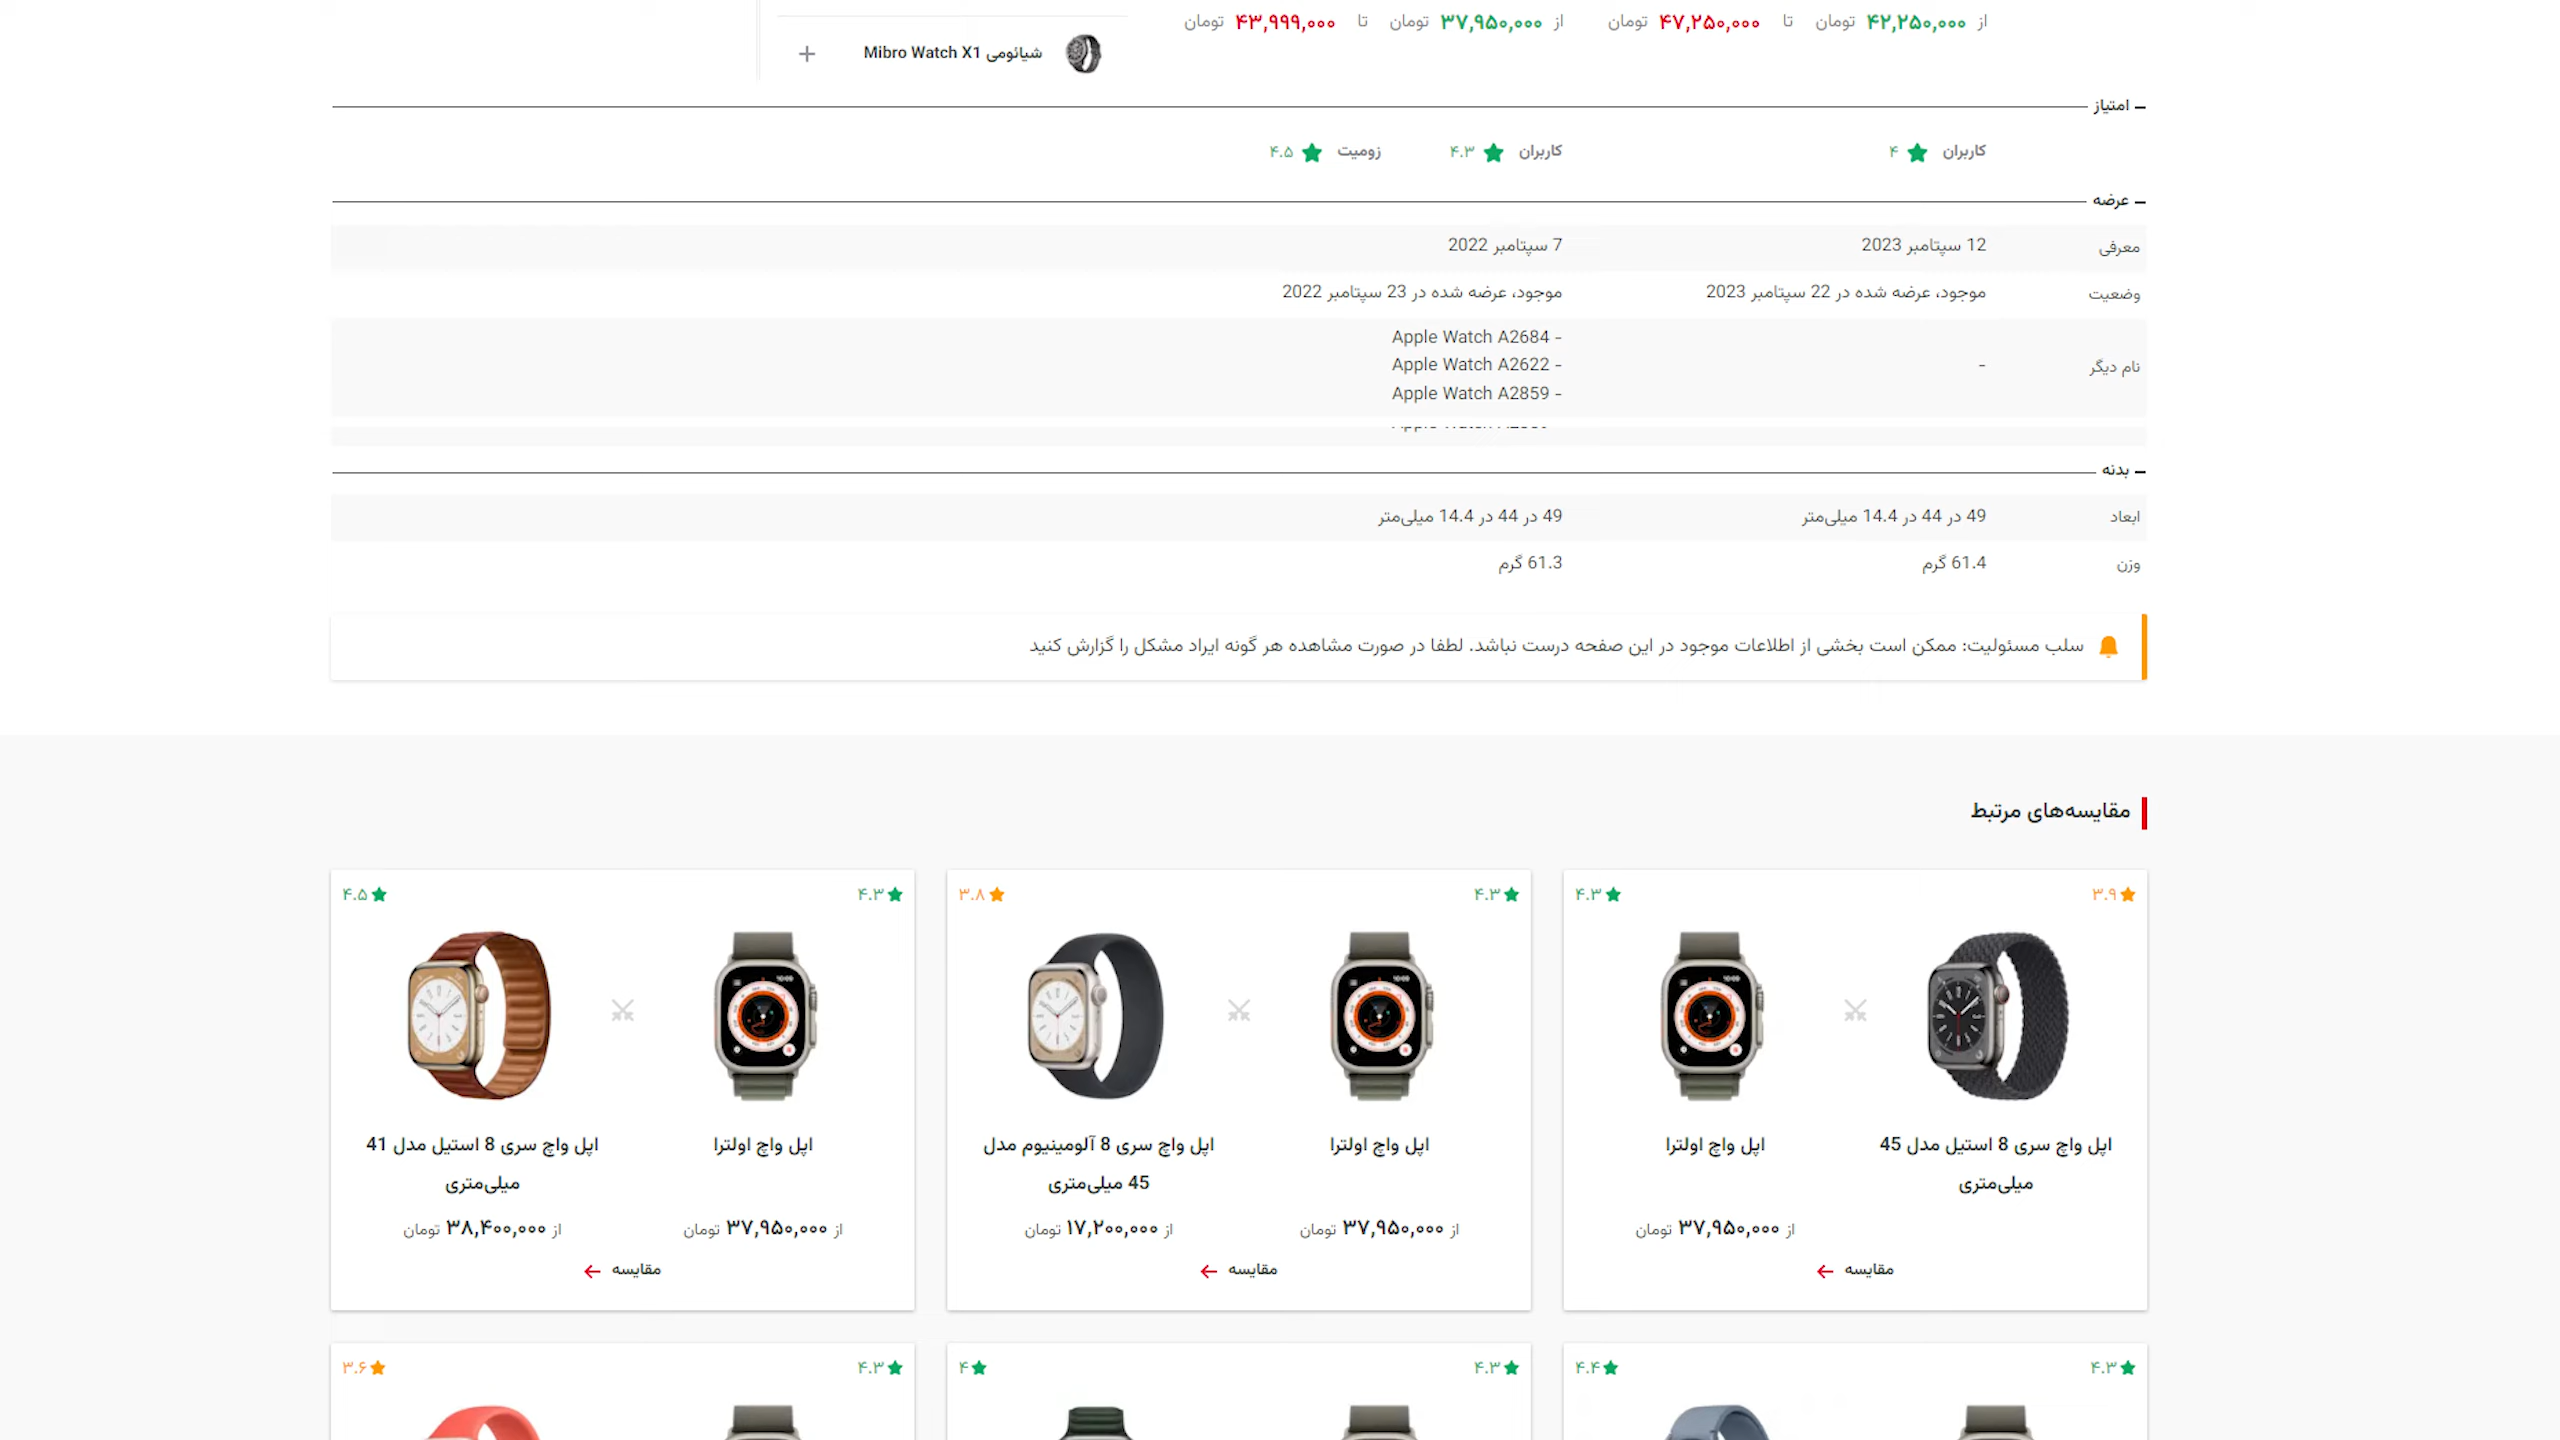 از ۴۲,۲۵۰,۰۰۰ تومان تا ۴۷,۲۵۰,۰۰۰ تومان
از ۳۷,۹۵۰,۰۰۰ تومان تا ۴۳,۹۹۹,۰۰۰ تومان
شیائومی Mibro Watch X1 +
– امتیاز
کاربران ۴
کاربران ۴.۳ زومیت ۴.۵
– عرضه
معرفی 12 سپتامبر 2023 7 سپتامبر 2022
وضعیت موجود، عرضه شده در 22 سپتامبر 2023 موجود، عرضه شده در 23 سپتامبر 2022
نام دیگر -
- Apple Watch A2684
- Apple Watch A2622
- Apple Watch A2859
– بدنه
ابعاد 49 در 44 در 14.4 میلی‌متر 49 در 44 در 14.4 میلی‌متر
وزن 61.4 گرم 61.3 گرم
سلب مسئولیت: ممکن است بخشی از اطلاعات موجود در این صفحه درست نباشد. لطفا در صورت مشاهده هر گونه ایراد مشکل را گزارش کنید
مقایسه‌های مرتبط
۳.۹ ۴.۳
اپل واچ سری 8 استیل مدل 45
میلی‌متری
اپل واچ اولترا
از ۳۷,۹۵۰,۰۰۰ تومان
مقایسه
۴.۳ ۳.۸
اپل واچ اولترا
از ۳۷,۹۵۰,۰۰۰ تومان
اپل واچ سری 8 آلومینیوم مدل
45 میلی‌متری
از ۱۷,۲۰۰,۰۰۰ تومان
مقایسه
۴.۳ ۴.۵
اپل واچ اولترا
از ۳۷,۹۵۰,۰۰۰ تومان
اپل واچ سری 8 استیل مدل 41
میلی‌متری
از ۳۸,۴۰۰,۰۰۰ تومان
مقایسه
۴.۳ ۴.۴
۴.۳ ۴
۴.۳ ۳.۶